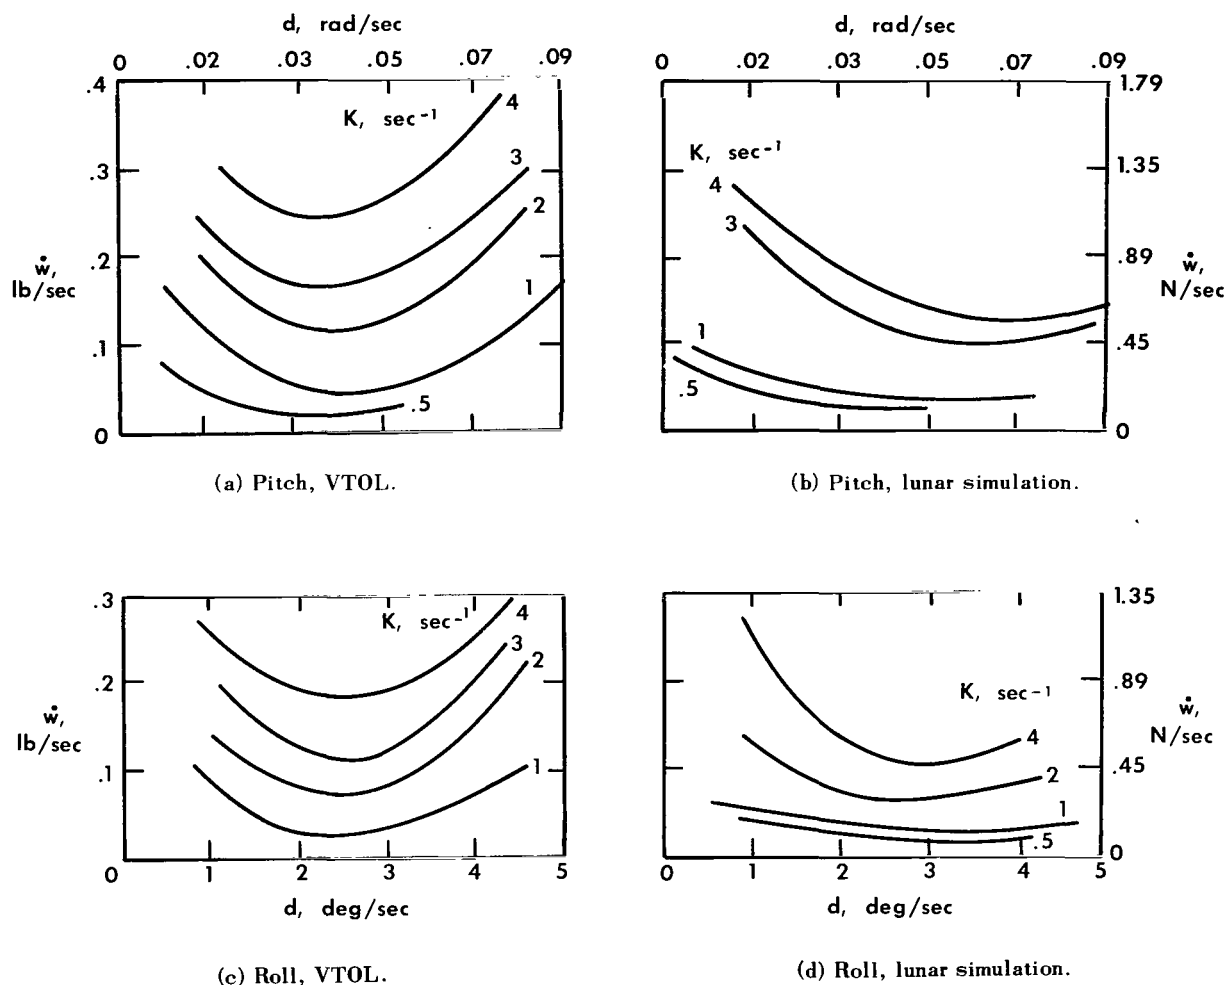 d, rad/sec
0 .02 .03 .05 .07 .09
.4
.3
.2
.1
0
ẇ,
lb/sec
K, sec⁻¹
4
3
2
1
.5
(a) Pitch, VTOL.
d, rad/sec
0 .02 .03 .05 .07 .09
1.79
1.35
.89
.45
0
ẇ,
N/sec
K, sec⁻¹
4
3
1
.5
(b) Pitch, lunar simulation.
.3
.2
.1
ẇ,
lb/sec
K, sec⁻¹
4
3
2
1
0 1 2 3 4 5
d, deg/sec
(c) Roll, VTOL.
1.35
.89
.45
0
ẇ,
N/sec
K, sec⁻¹
4
2
1
.5
0 1 2 3 4 5
d, deg/sec
(d) Roll, lunar simulation.